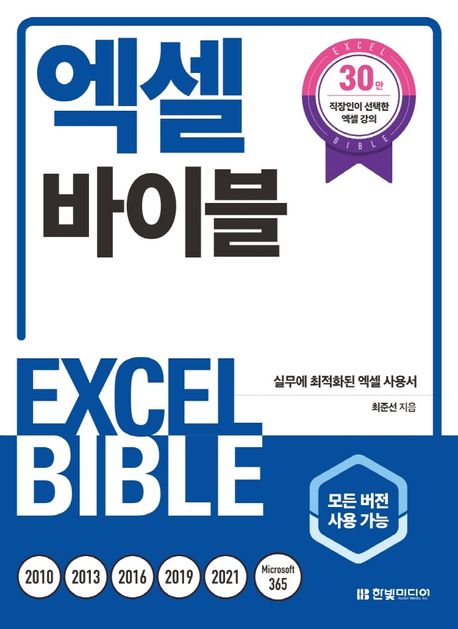 엑셀
바이블
EXCEL
30만
직장인이 선택한
엑셀 강의
BIBLE
실무에 최적화된 엑셀 사용서
최준선 지음
EXCEL
BIBLE
모든 버전
사용 가능
2010 2013 2016 2019 2021 Microsoft 365
한빛미디어